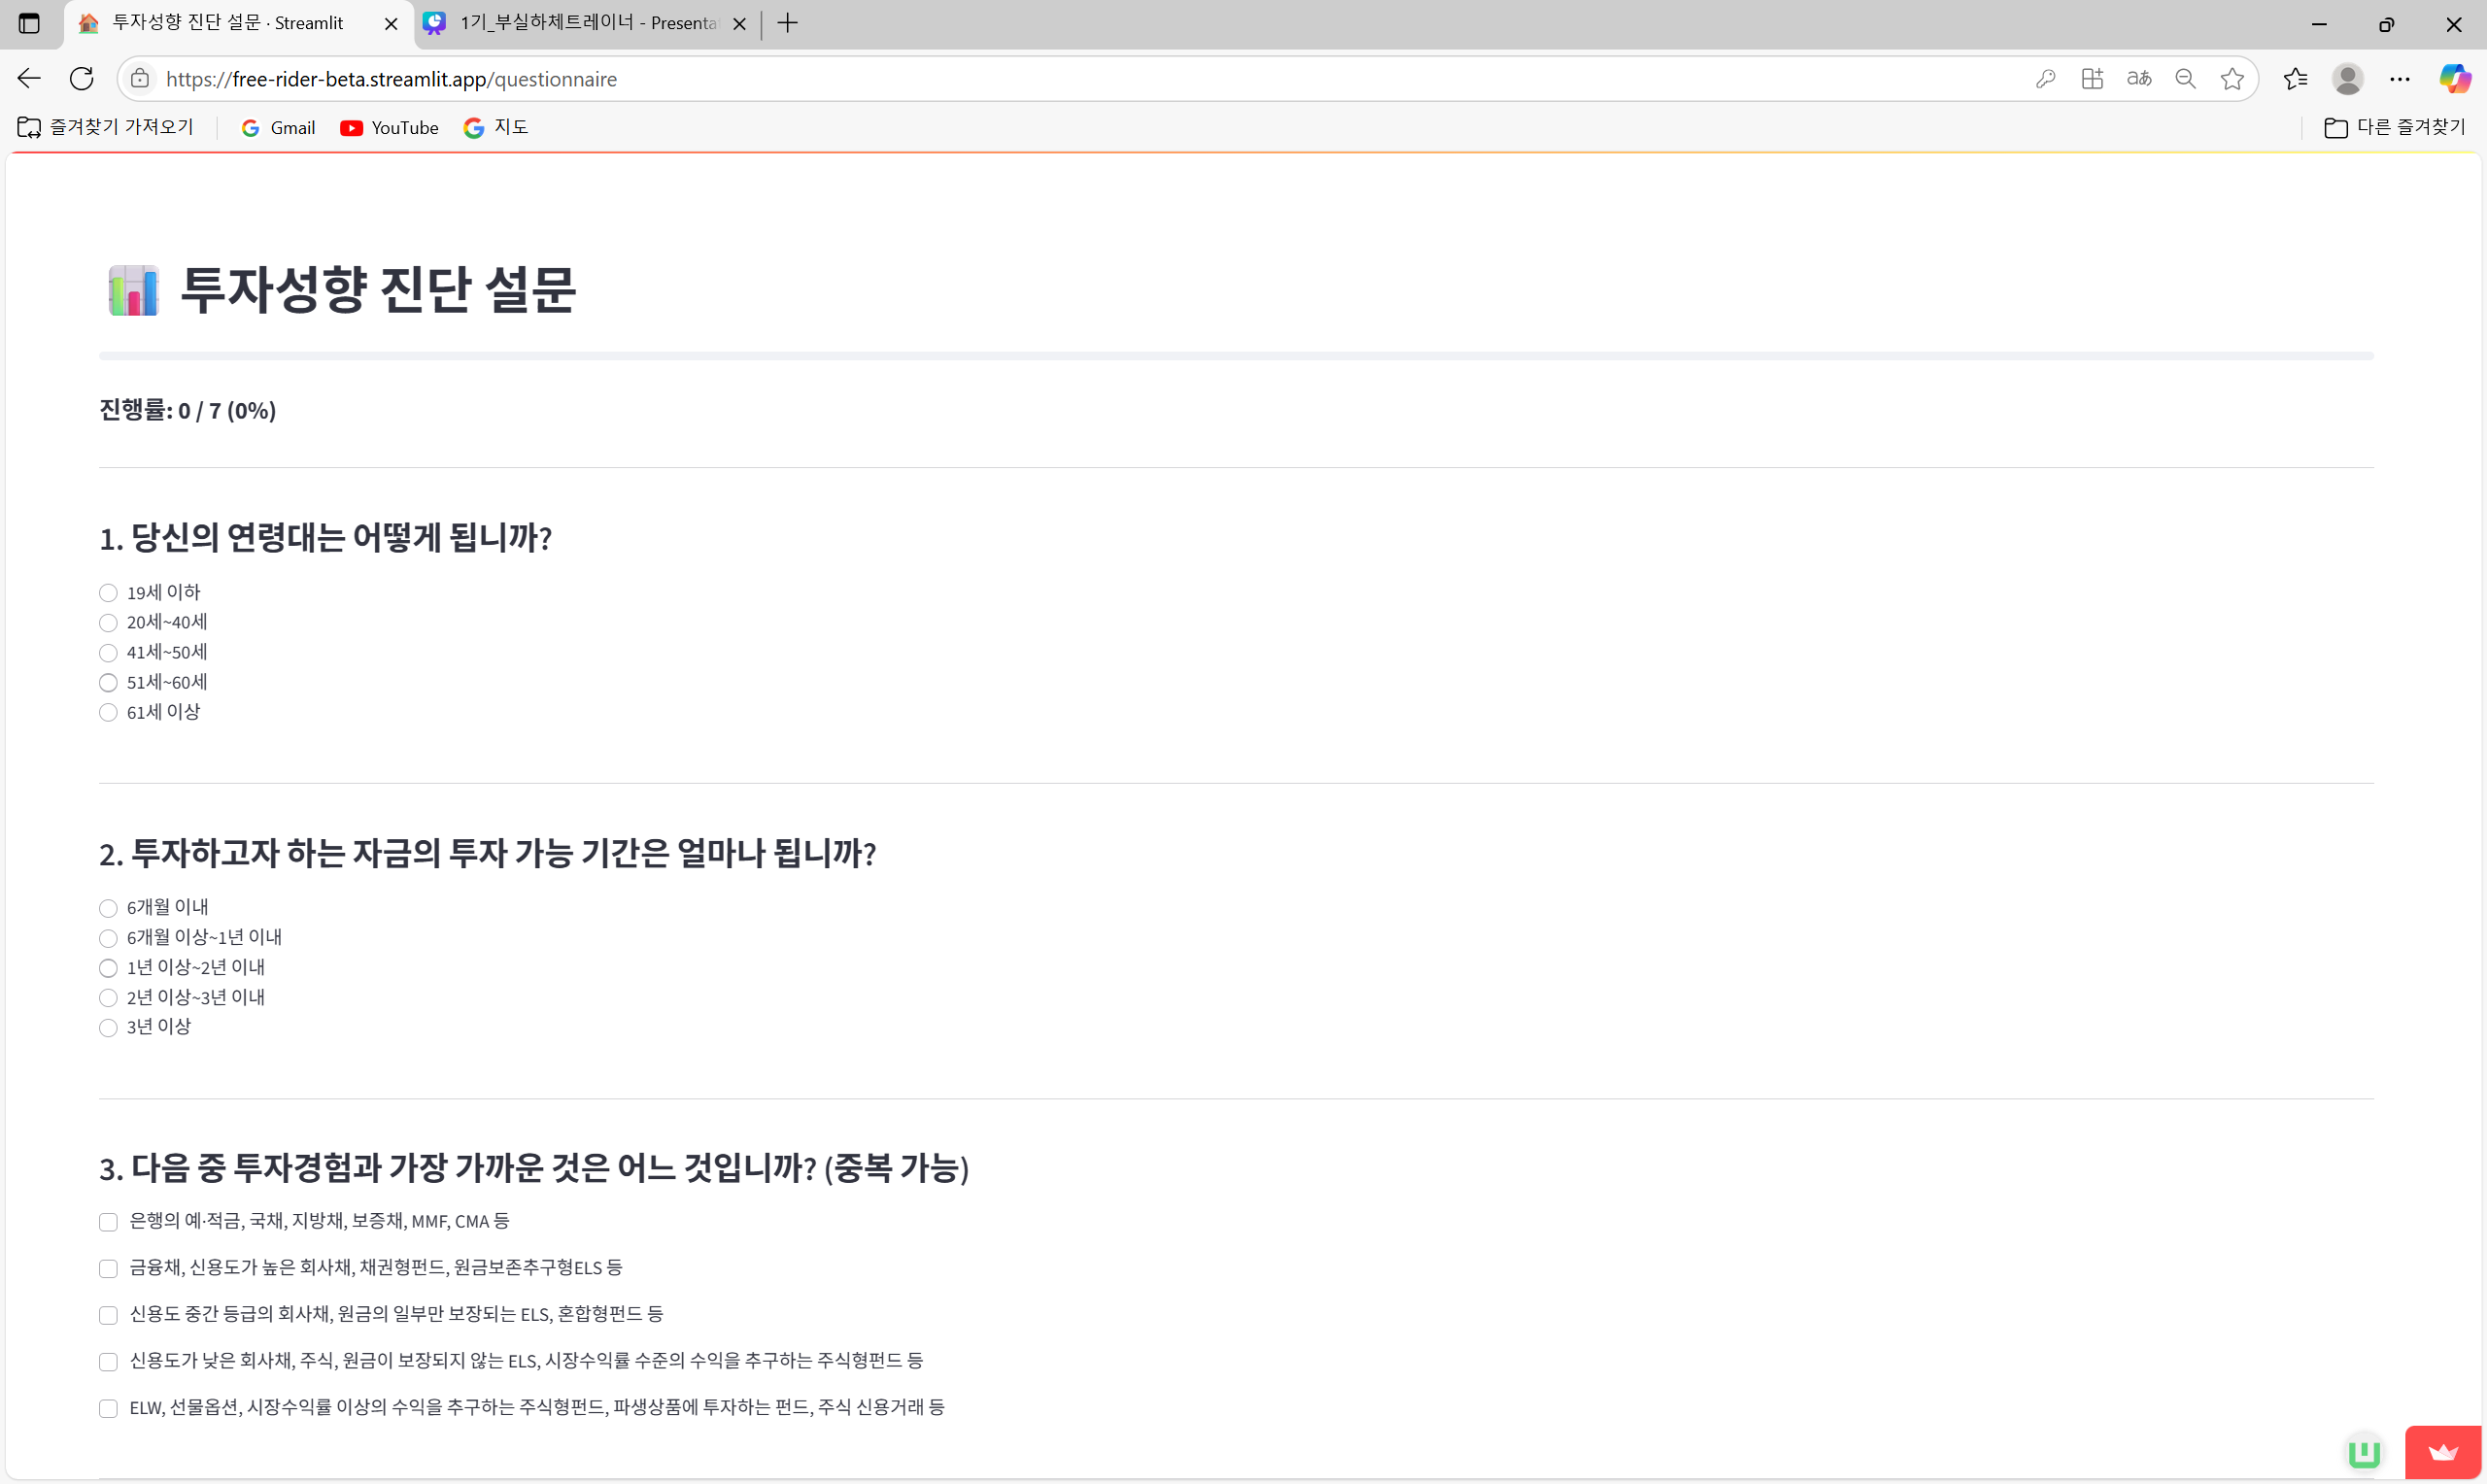 투자성향 진단 설문 · Streamlit
1기_부실하체트레이너 - Presenta
https://free-rider-beta.streamlit.app/questionnaire
즐겨찾기 가져오기
Gmail
YouTube
지도
다른 즐겨찾기
투자성향 진단 설문
진행률: 0 / 7 (0%)
1. 당신의 연령대는 어떻게 됩니까?
19세 이하
20세~40세
41세~50세
51세~60세
61세 이상
2. 투자하고자 하는 자금의 투자 가능 기간은 얼마나 됩니까?
6개월 이내
6개월 이상~1년 이내
1년 이상~2년 이내
2년 이상~3년 이내
3년 이상
3. 다음 중 투자경험과 가장 가까운 것은 어느 것입니까? (중복 가능)
은행의 예·적금, 국채, 지방채, 보증채, MMF, CMA 등
금융채, 신용도가 높은 회사채, 채권형펀드, 원금보존추구형ELS 등
신용도 중간 등급의 회사채, 원금의 일부만 보장되는 ELS, 혼합형펀드 등
신용도가 낮은 회사채, 주식, 원금이 보장되지 않는 ELS, 시장수익률 수준의 수익을 추구하는 주식형펀드 등
ELW, 선물옵션, 시장수익률 이상의 수익을 추구하는 주식형펀드, 파생상품에 투자하는 펀드, 주식 신용거래 등